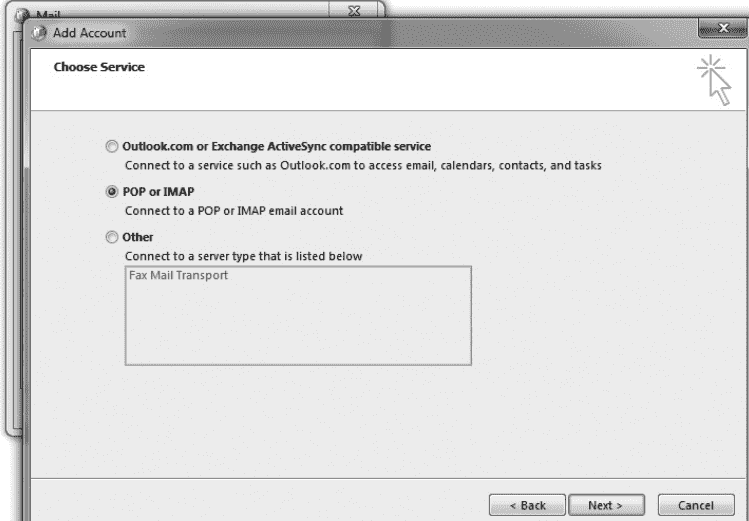 Mail
Add Account
Choose Service
Outlook.com or Exchange ActiveSync compatible service
Connect to a service such as Outlook.com to access email, calendars, contacts, and tasks
POP or IMAP
Connect to a POP or IMAP email account
Other
Connect to a server type that is listed below
Fax Mail Transport
< Back Next > Cancel